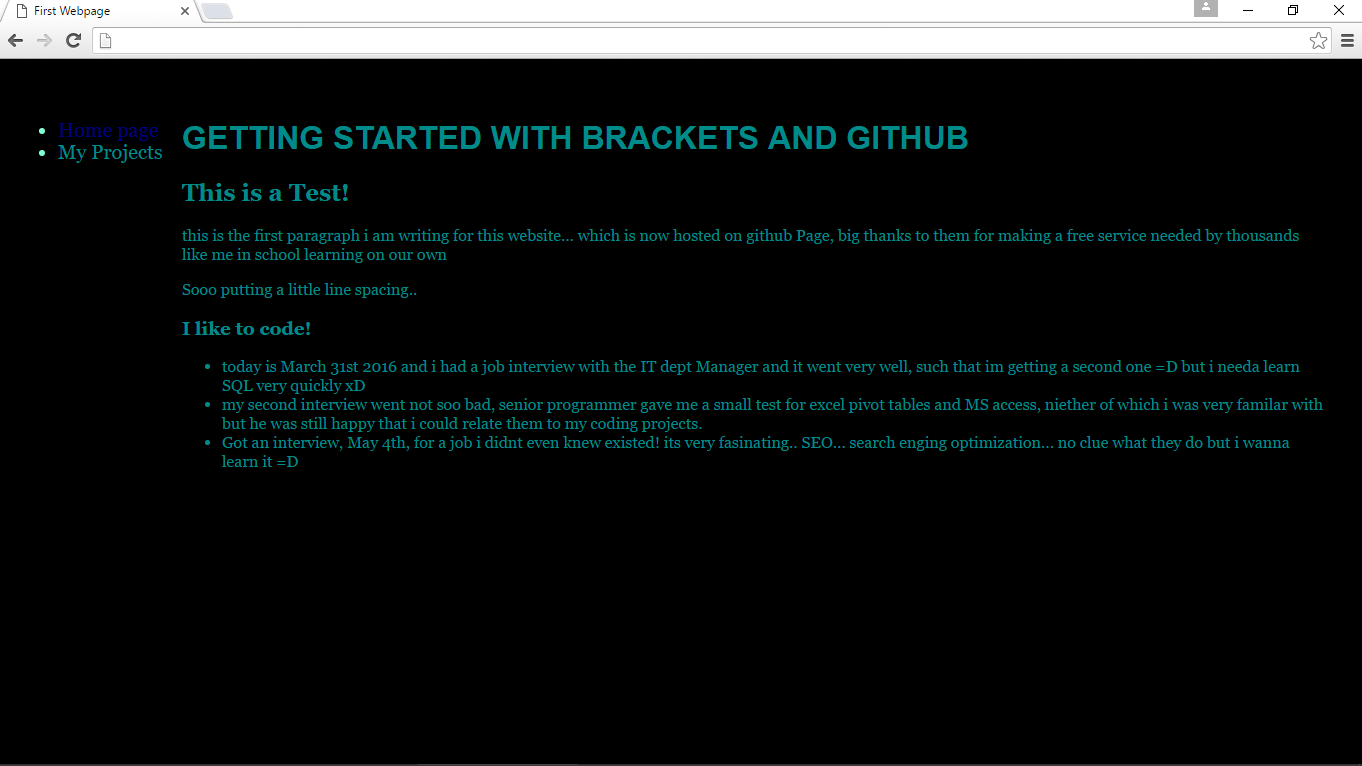 First Webpage
Home page
My Projects
GETTING STARTED WITH BRACKETS AND GITHUB
This is a Test!
this is the first paragraph i am writing for this website... which is now hosted on github Page, big thanks to them for making a free service needed by thousands
like me in school learning on our own
Sooo putting a little line spacing..
I like to code!
today is March 31st 2016 and i had a job interview with the IT dept Manager and it went very well, such that im getting a second one =D but i needa learn
SQL very quickly xD
my second interview went not soo bad, senior programmer gave me a small test for excel pivot tables and MS access, niether of which i was very familar with
but he was still happy that i could relate them to my coding projects.
Got an interview, May 4th, for a job i didnt even knew existed! its very fasinating.. SEO... search enging optimization... no clue what they do but i wanna
learn it =D